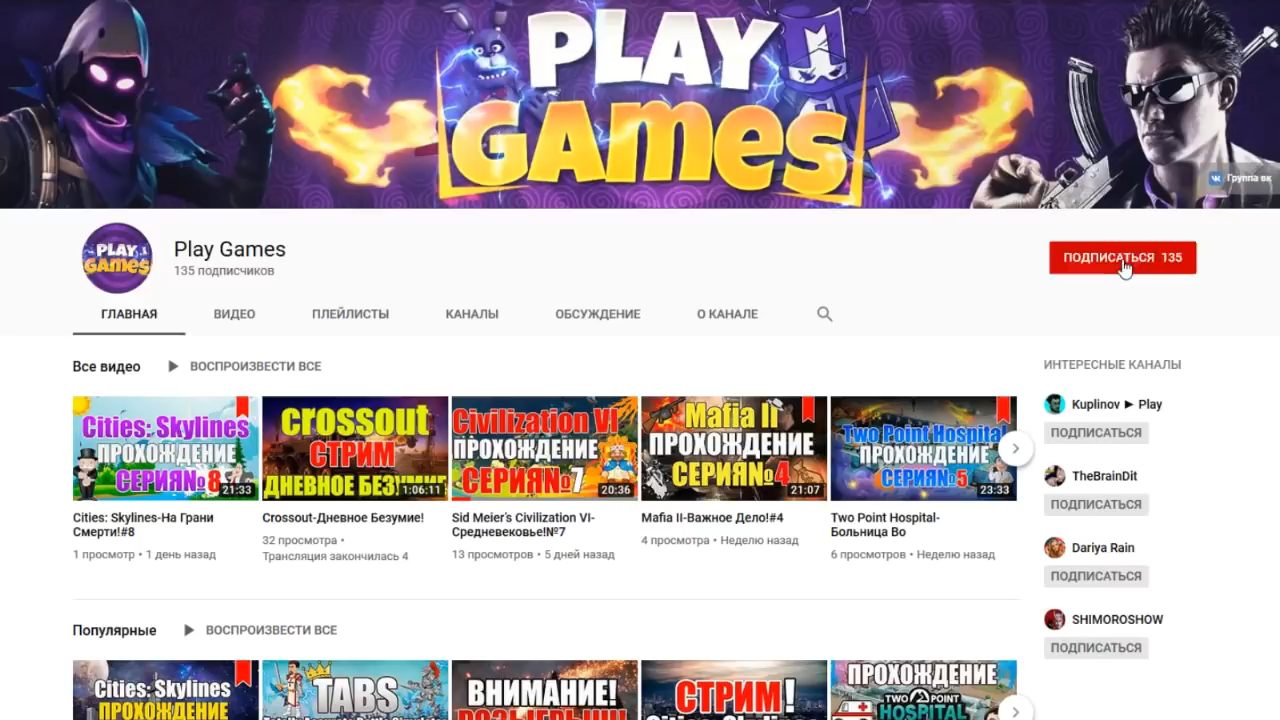 PLAY
GAMES
Группа вк
PLAY
GAMES
Play Games
135 подписчиков
ПОДПИСАТЬСЯ 135
ГЛАВНАЯ
ВИДЕО
ПЛЕЙЛИСТЫ
КАНАЛЫ
ОБСУЖДЕНИЕ
О КАНАЛЕ
Все видео
ВОСПРОИЗВЕСТИ ВСЕ
Cities: Skylines
ПРОХОЖДЕНИЕ
СЕРИЯ№8
21:33
Cities: Skylines-На Грани
Смерти!#8
1 просмотр • 1 день назад
crossout
СТРИМ
ДНЕВНОЕ
1:06:11
Crossout-Дневное Безумие!
32 просмотра •
Трансляция закончилась 4
Civilization VI
ПРОХОЖДЕНИЕ
СЕРИЯ№7
20:36
Sid Meier's Civilization VI-
Средневековье!№7
13 просмотров • 5 дней назад
Mafia II
ПРОХОЖДЕНИЕ
СЕРИЯ№4
21:07
Mafia II-Важное Дело!#4
4 просмотра • Неделю назад
Two Point Hospital
ПРОХОЖДЕНИЕ
СЕРИЯ№5
23:33
Two Point Hospital-
Больница Во
6 просмотров • Неделю назад
ИНТЕРЕСНЫЕ КАНАЛЫ
Kuplinov ► Play
ПОДПИСАТЬСЯ
TheBrainDit
ПОДПИСАТЬСЯ
Dariya Rain
ПОДПИСАТЬСЯ
SHIMOROSHOW
ПОДПИСАТЬСЯ
Популярные
ВОСПРОИЗВЕСТИ ВСЕ
Cities: Skylines
ПРОХОЖДЕНИЕ
TABS
ВНИМАНИЕ!
СТРИМ!
ПРОХОЖДЕНИЕ
TWO POINT
HOSPITAL